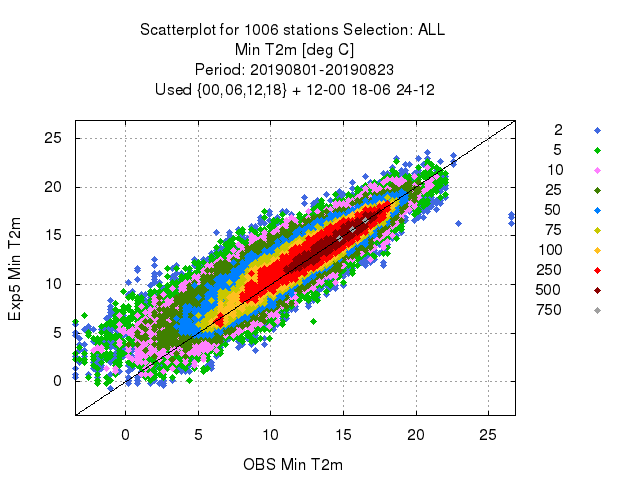 Scatterplot for 1006 stations Selection: ALL
Min T2m [deg C]
Period: 20190801-20190823
Used {00,06,12,18} + 12-00 18-06 24-12
25
20
15
10
5
0
Exp5 Min T2m
0 5 10 15 20 25
OBS Min T2m
2
5
10
25
50
75
100
250
500
750